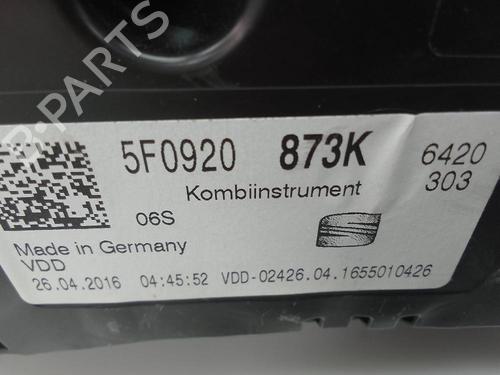 B-PARTS
5F0920 873K 6420
Kombiinstrument 303
06S
Made in Germany
VDD
26.04.2016 04:45:52 VDD-02426.04.1655010426